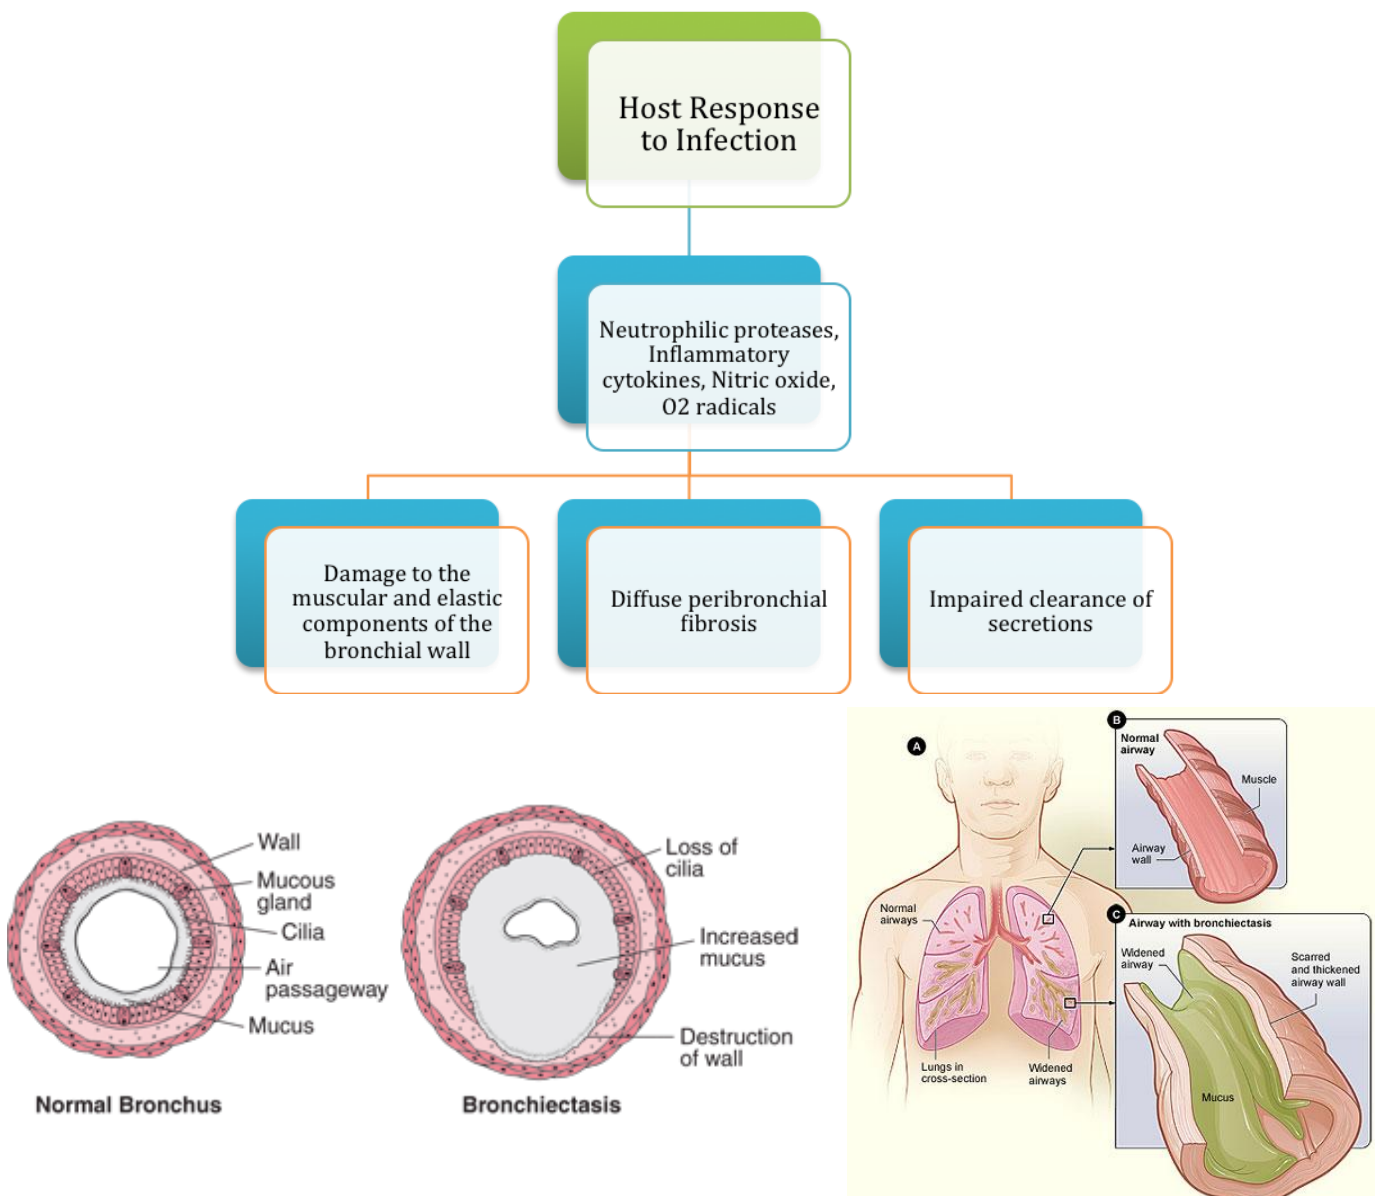 Host Response
to Infection
Neutrophilic proteases,
Inflammatory
cytokines, Nitric oxide,
O2 radicals
Damage to the
muscular and elastic
components of the
bronchial wall
Diffuse peribronchial
fibrosis
Impaired clearance of
secretions
Wall
Mucous
gland
Cilia
Air
passageway
Mucus
Normal Bronchus
Loss of
cilia
Increased
mucus
Destruction
of wall
Bronchiectasis
A
Normal
airways
Lungs in
cross-section
Widened
airways
B
Normal
airway
Muscle
Airway
wall
C
Airway with bronchiectasis
Widened
airway
Scarred
and thickened
airway wall
Mucus